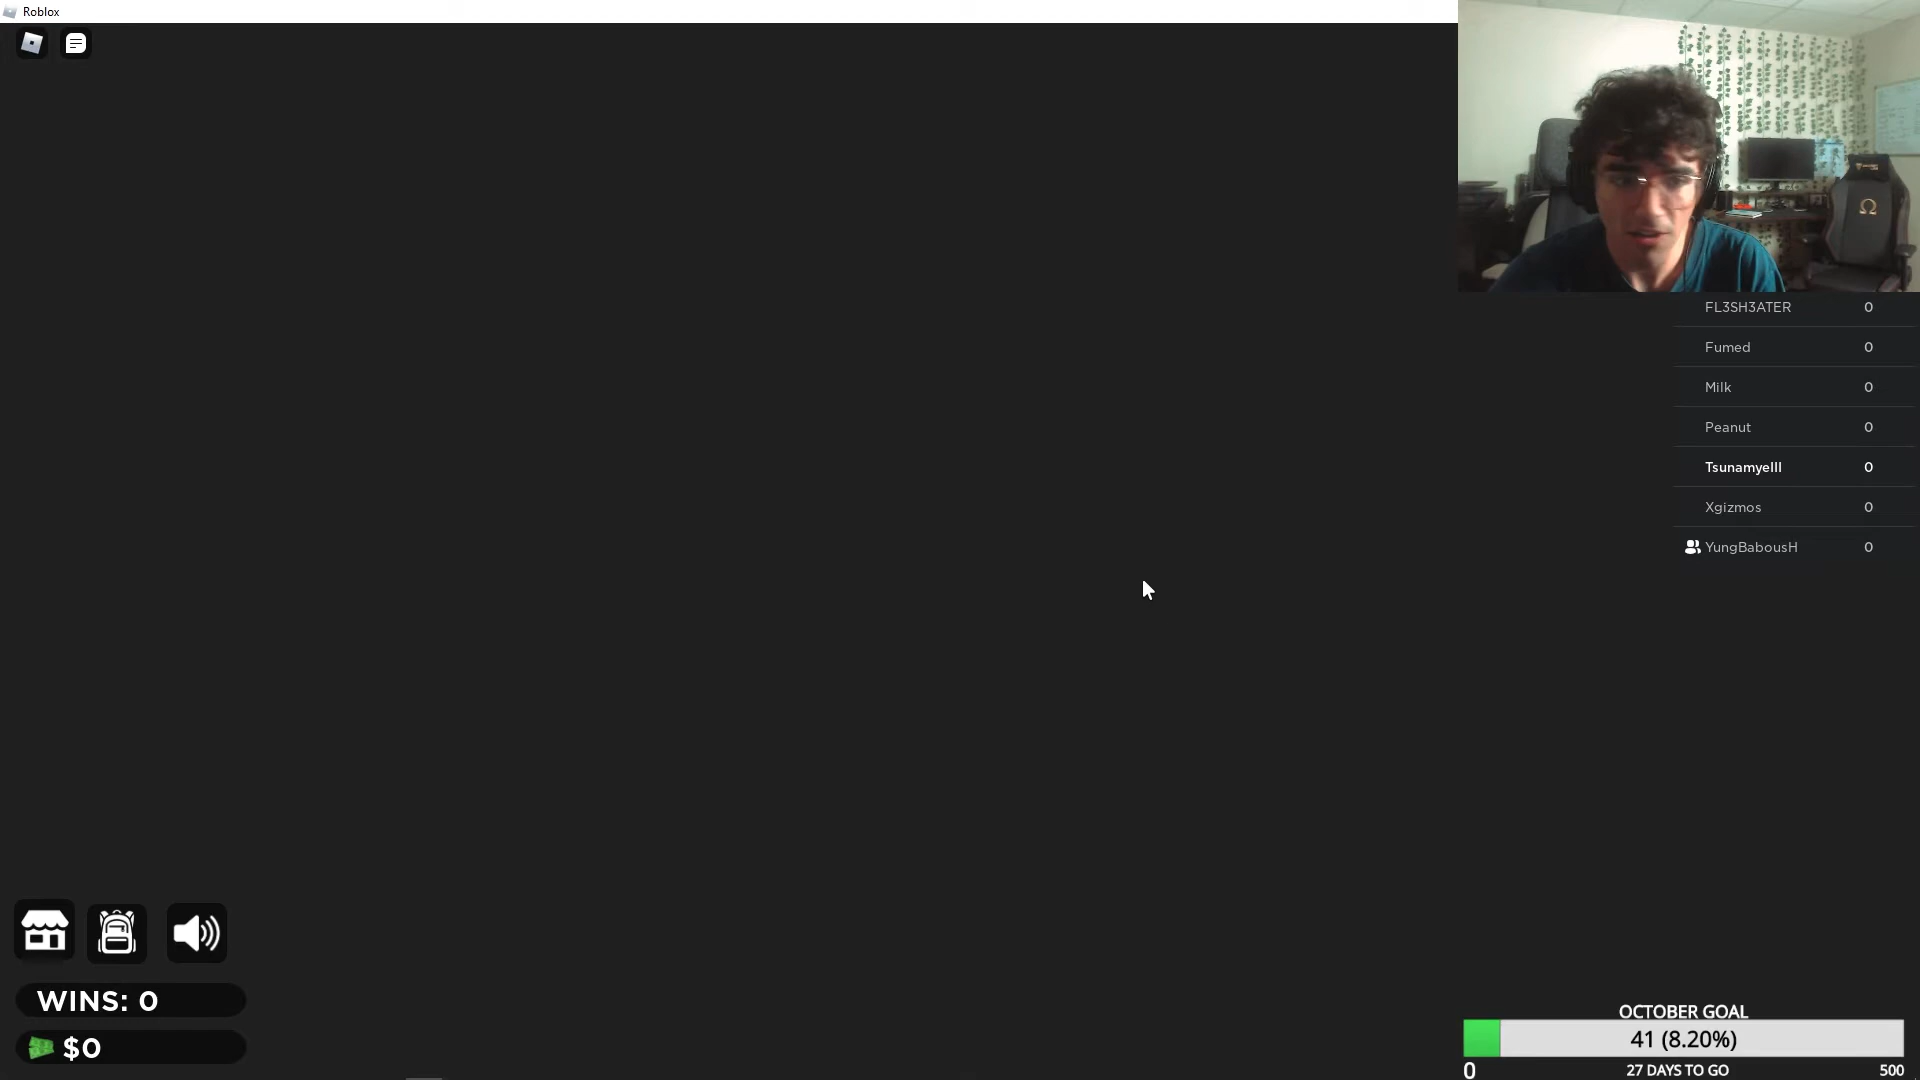 Roblox
FL3SH3ATER 0
Fumed 0
Milk 0
Peanut 0
Tsunamyelll 0
Xgizmos 0
YungBabousH 0
WINS: 0
$0
OCTOBER GOAL
41 (8.20%)
0 27 DAYS TO GO 500